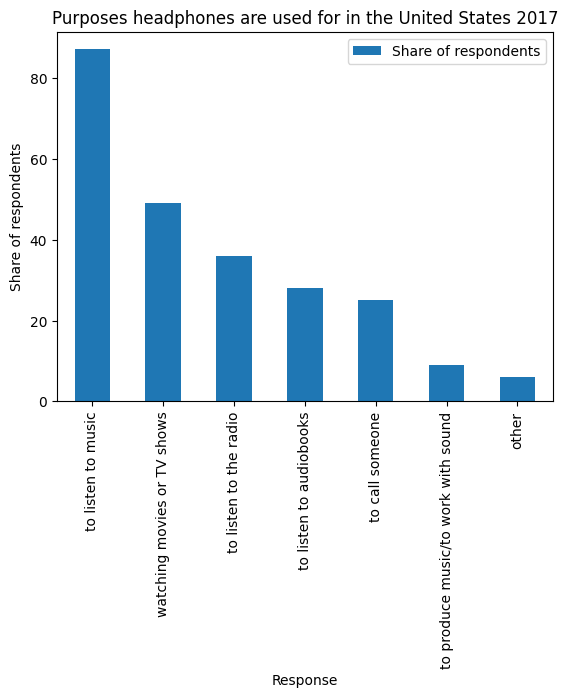 Purposes headphones are used for in the United States 2017
Share of respondents
Share of respondents
80
60
40
20
0
to listen to music
watching movies or TV shows
to listen to the radio
to listen to audiobooks
to call someone
to produce music/to work with sound
other
Response